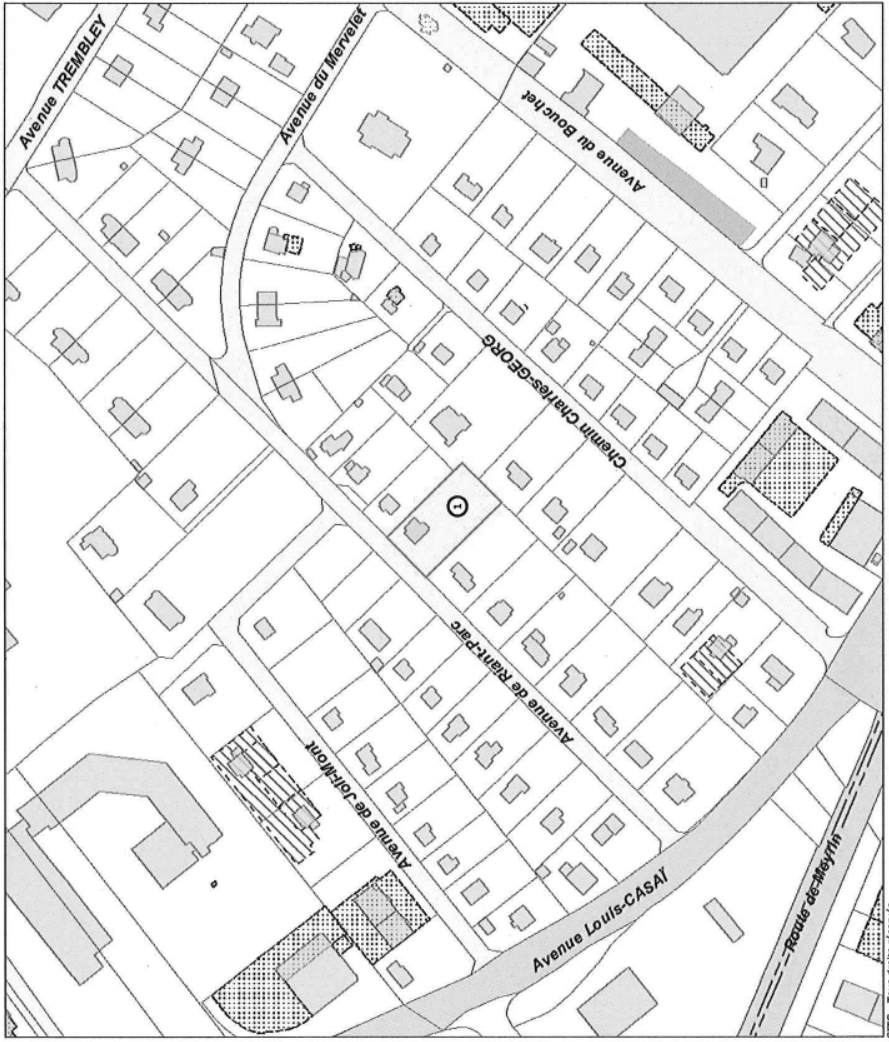 Avenue TREMBLEY
Avenue du Mervelet
Avenue du Bouchet
Chemin Charles-GEORG
1
Avenue de Riant-Parc
Avenue de Joli-Mont
Avenue Louis-CASAÏ
Route de Meyrin